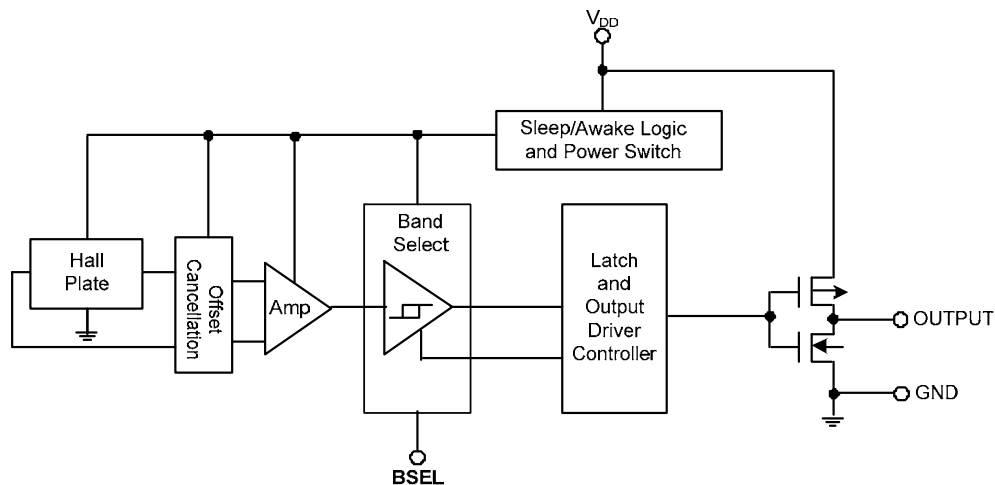 VDD
Sleep/Awake Logic
and Power Switch
Hall
Plate
Offset
Cancellation
Amp
Band
Select
Latch
and
Output
Driver
Controller
OUTPUT
GND
BSEL